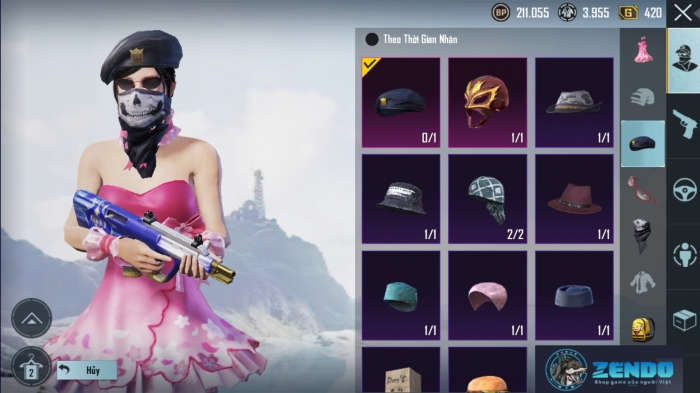 BP 211.055 3.955 G 420
Theo Thời Gian Nhận
0/1 1/1 1/1
1/1 2/2 1/1
1/1 1/1 1/1
2
Hủy
ZENDO
Shop game của người Việt